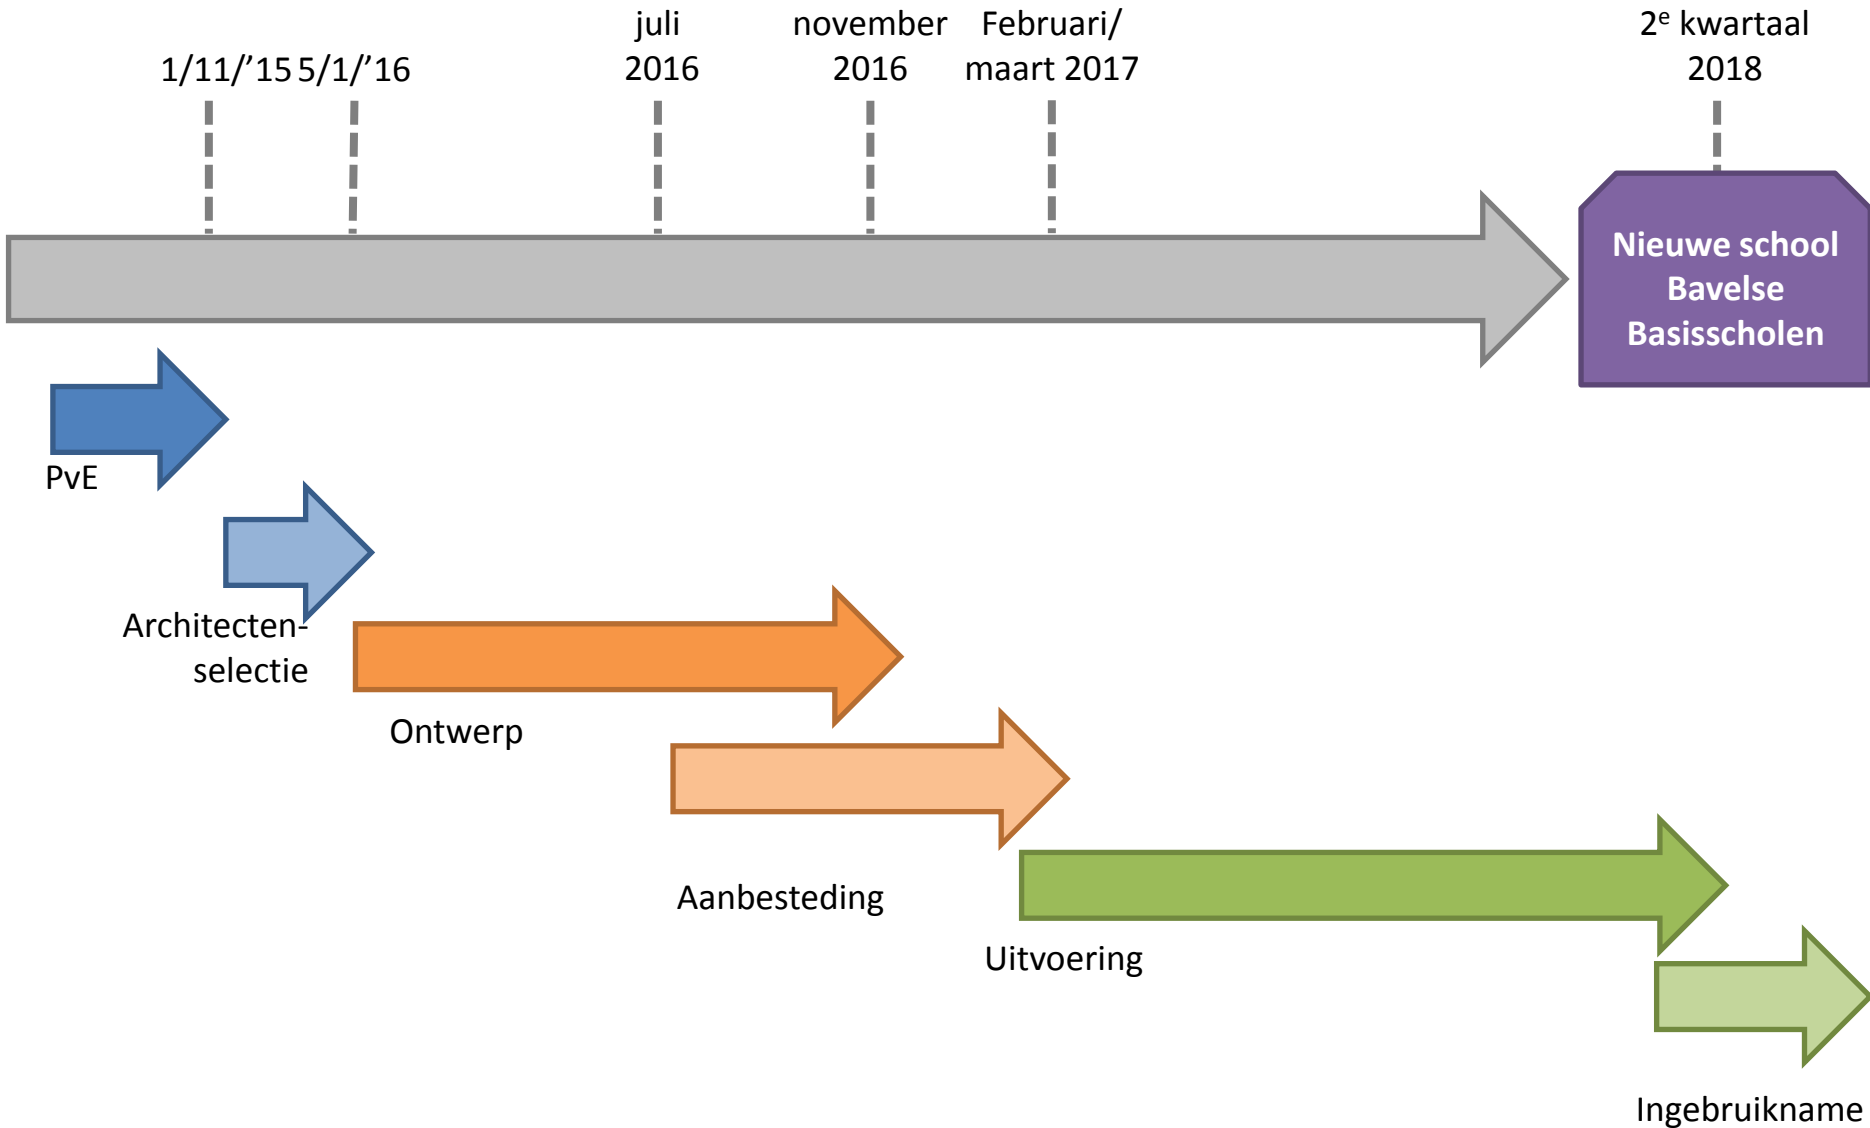 juli
2016
november
2016
Februari/
maart 2017
2e kwartaal
2018
1/11/’15 5/1/’16
Nieuwe school
Bavelse
Basisscholen
PvE
Architecten-
selectie
Ontwerp
Aanbesteding
Uitvoering
Ingebruikname